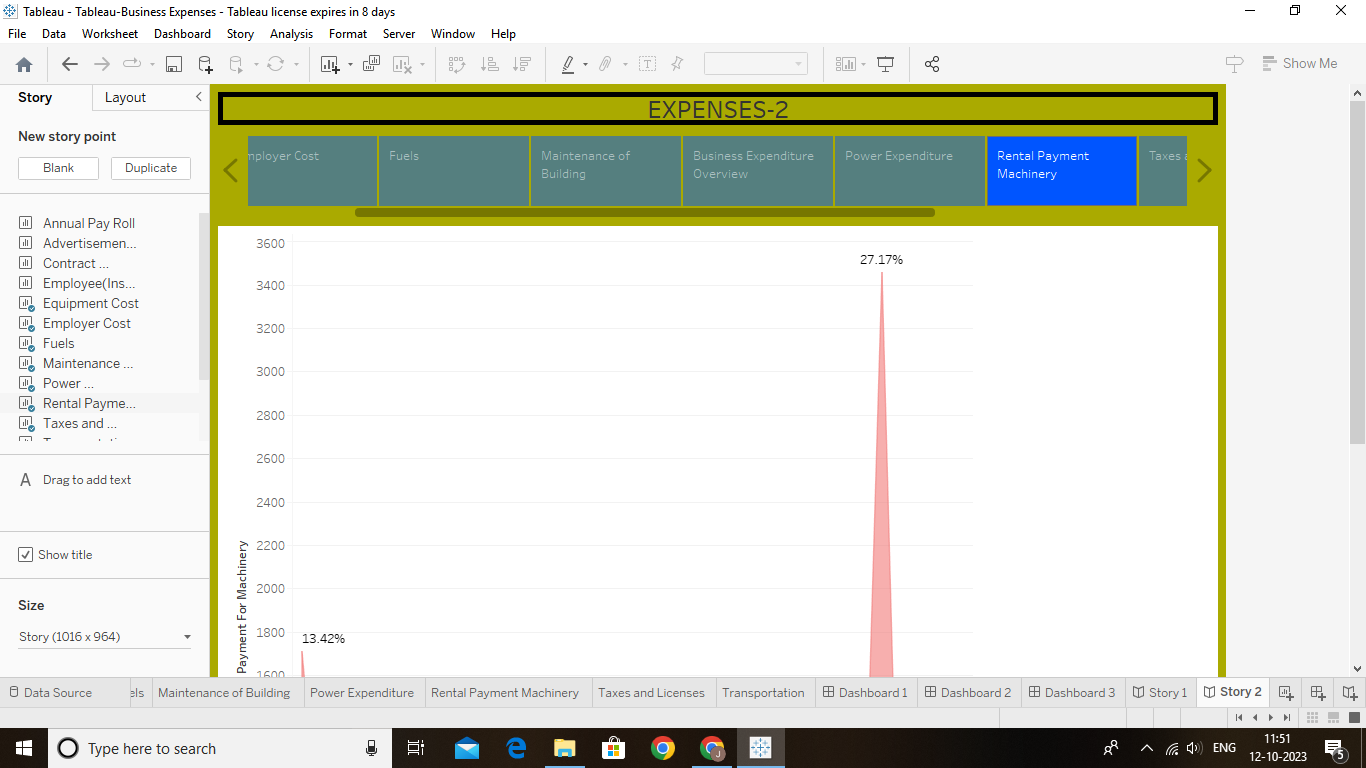 Tableau - Tableau-Business Expenses - Tableau license expires in 8 days
File Data Worksheet Dashboard Story Analysis Format Server Window Help
Show Me
Story Layout
New story point
Blank Duplicate
Annual Pay Roll
Advertisemen...
Contract ...
Employee(Ins...
Equipment Cost
Employer Cost
Fuels
Maintenance ...
Power ...
Rental Payme...
Taxes and ...
A Drag to add text
Show title
Size
Story (1016 x 964)
EXPENSES-2
mployer Cost
Fuels
Maintenance of
Building
Business Expenditure
Overview
Power Expenditure
Rental Payment
Machinery
Taxes a
3600
3400
3200
3000
2800
2600
2400
2200
2000
1800
1600
Payment For Machinery
27.17%
13.42%
Data Source els Maintenance of Building Power Expenditure Rental Payment Machinery Taxes and Licenses Transportation Dashboard 1 Dashboard 2 Dashboard 3 Story 1 Story 2
Type here to search
ENG
11:51
12-10-2023
5